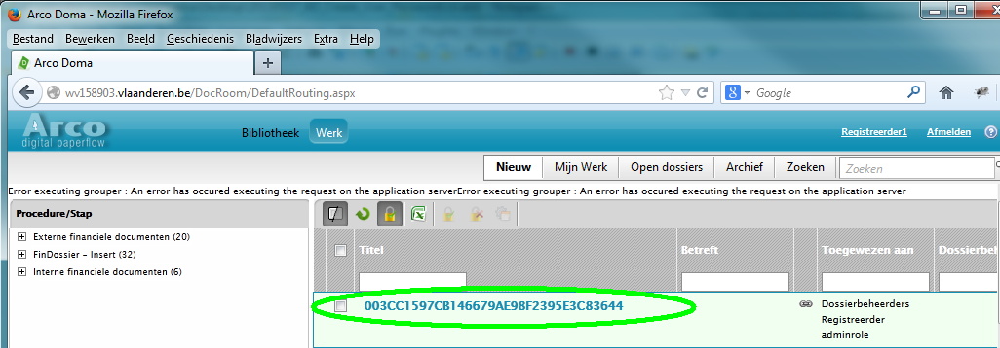 Arco Doma - Mozilla Firefox
Bestand Bewerken Beeld Geschiedenis Bladwijzers Extra Help
Arco Doma
wv158903.vlaanderen.be/DocRoom/DefaultRouting.aspx
Google
Arco
digital paperflow
Bibliotheek Werk
Registreerder1 Afmelden
Nieuw Mijn Werk Open dossiers Archief Zoeken Zoeken
Error executing grouper : An error has occured executing the request on the application serverError executing grouper : An error has occured executing the request on the application server
Procedure/Stap
Externe financiele documenten (20)
FinDossier - Insert (32)
Interne financiele documenten (6)
Titel Betreft Toegewezen aan Dossierbeh
003CC1597CB146679AE98F2395E3C83644 Dossierbeheerders
Registreerder
adminrole